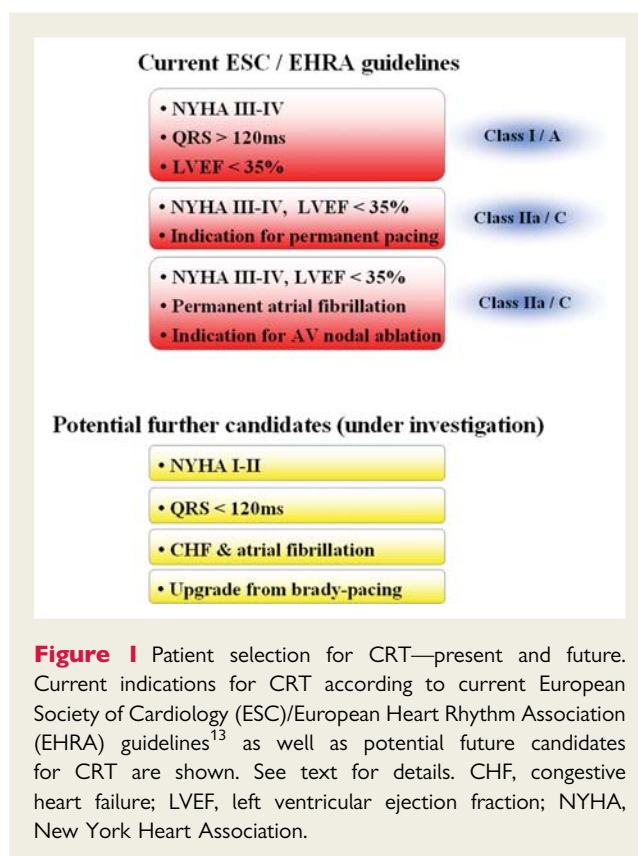 Current ESC / EHRA guidelines
• NYHA III-IV
• QRS > 120ms
• LVEF < 35%
Class I / A
• NYHA III-IV, LVEF < 35%
• Indication for permanent pacing
Class IIa / C
• NYHA III-IV, LVEF < 35%
• Permanent atrial fibrillation
• Indication for AV nodal ablation
Class IIa / C
Potential further candidates (under investigation)
• NYHA I-II
• QRS < 120ms
• CHF & atrial fibrillation
• Upgrade from brady-pacing
Figure 1 Patient selection for CRT—present and future.
Current indications for CRT according to current European
Society of Cardiology (ESC)/European Heart Rhythm Association
(EHRA) guidelines13 as well as potential future candidates
for CRT are shown. See text for details. CHF, congestive
heart failure; LVEF, left ventricular ejection fraction; NYHA,
New York Heart Association.